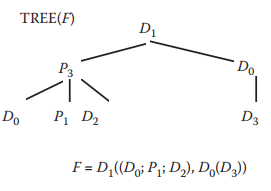 TREE(F)
D₁
P₃ D₀
D₀ P₁ D₂ D₃
F = D₁((D₀; P₁; D₂), D₀(D₃))